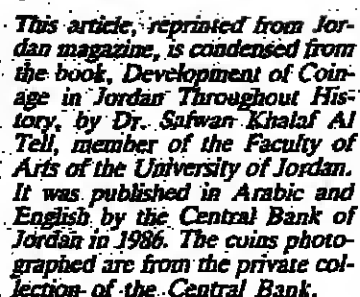 This article, reprinted from Jor-
dan magazine, is condensed from
the book, Development of Coin-
age in Jordan Throughout His-
tory, by Dr. Safwan Khalaf Al
Tell, member of the Faculty of
Arts of the University of Jordan.
It was published in Arabic and
English by the Central Bank of
Jordan in 1986. The coins photo-
graphed are from the private col-
lection of the Central Bank.